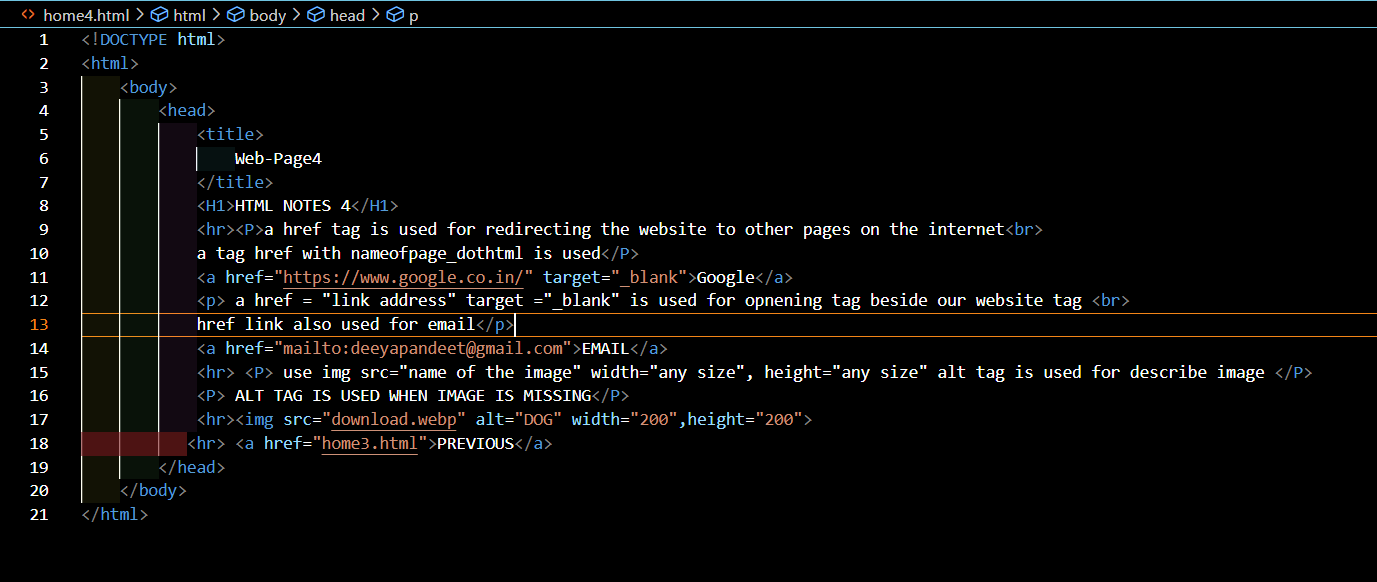 home4.html > html > body > head > p
1 <!DOCTYPE html>
2 <html>
3 <body>
4 <head>
5 <title>
6 Web-Page4
7 </title>
8 <H1>HTML NOTES 4</H1>
9 <hr><P>a href tag is used for redirecting the website to other pages on the internet<br>
10 a tag href with nameofpage_dothtml is used</P>
11 <a href="https://www.google.co.in/" target="_blank">Google</a>
12 <p> a href = "link address" target ="_blank" is used for opnening tag beside our website tag <br>
13 href link also used for email</p>
14 <a href="mailto:deeyapandeet@gmail.com">EMAIL</a>
15 <hr> <P> use img src="name of the image" width="any size", height="any size" alt tag is used for describe image </P>
16 <P> ALT TAG IS USED WHEN IMAGE IS MISSING</P>
17 <hr><img src="download.webp" alt="DOG" width="200",height="200">
18 <hr> <a href="home3.html">PREVIOUS</a>
19 </head>
20 </body>
21 </html>